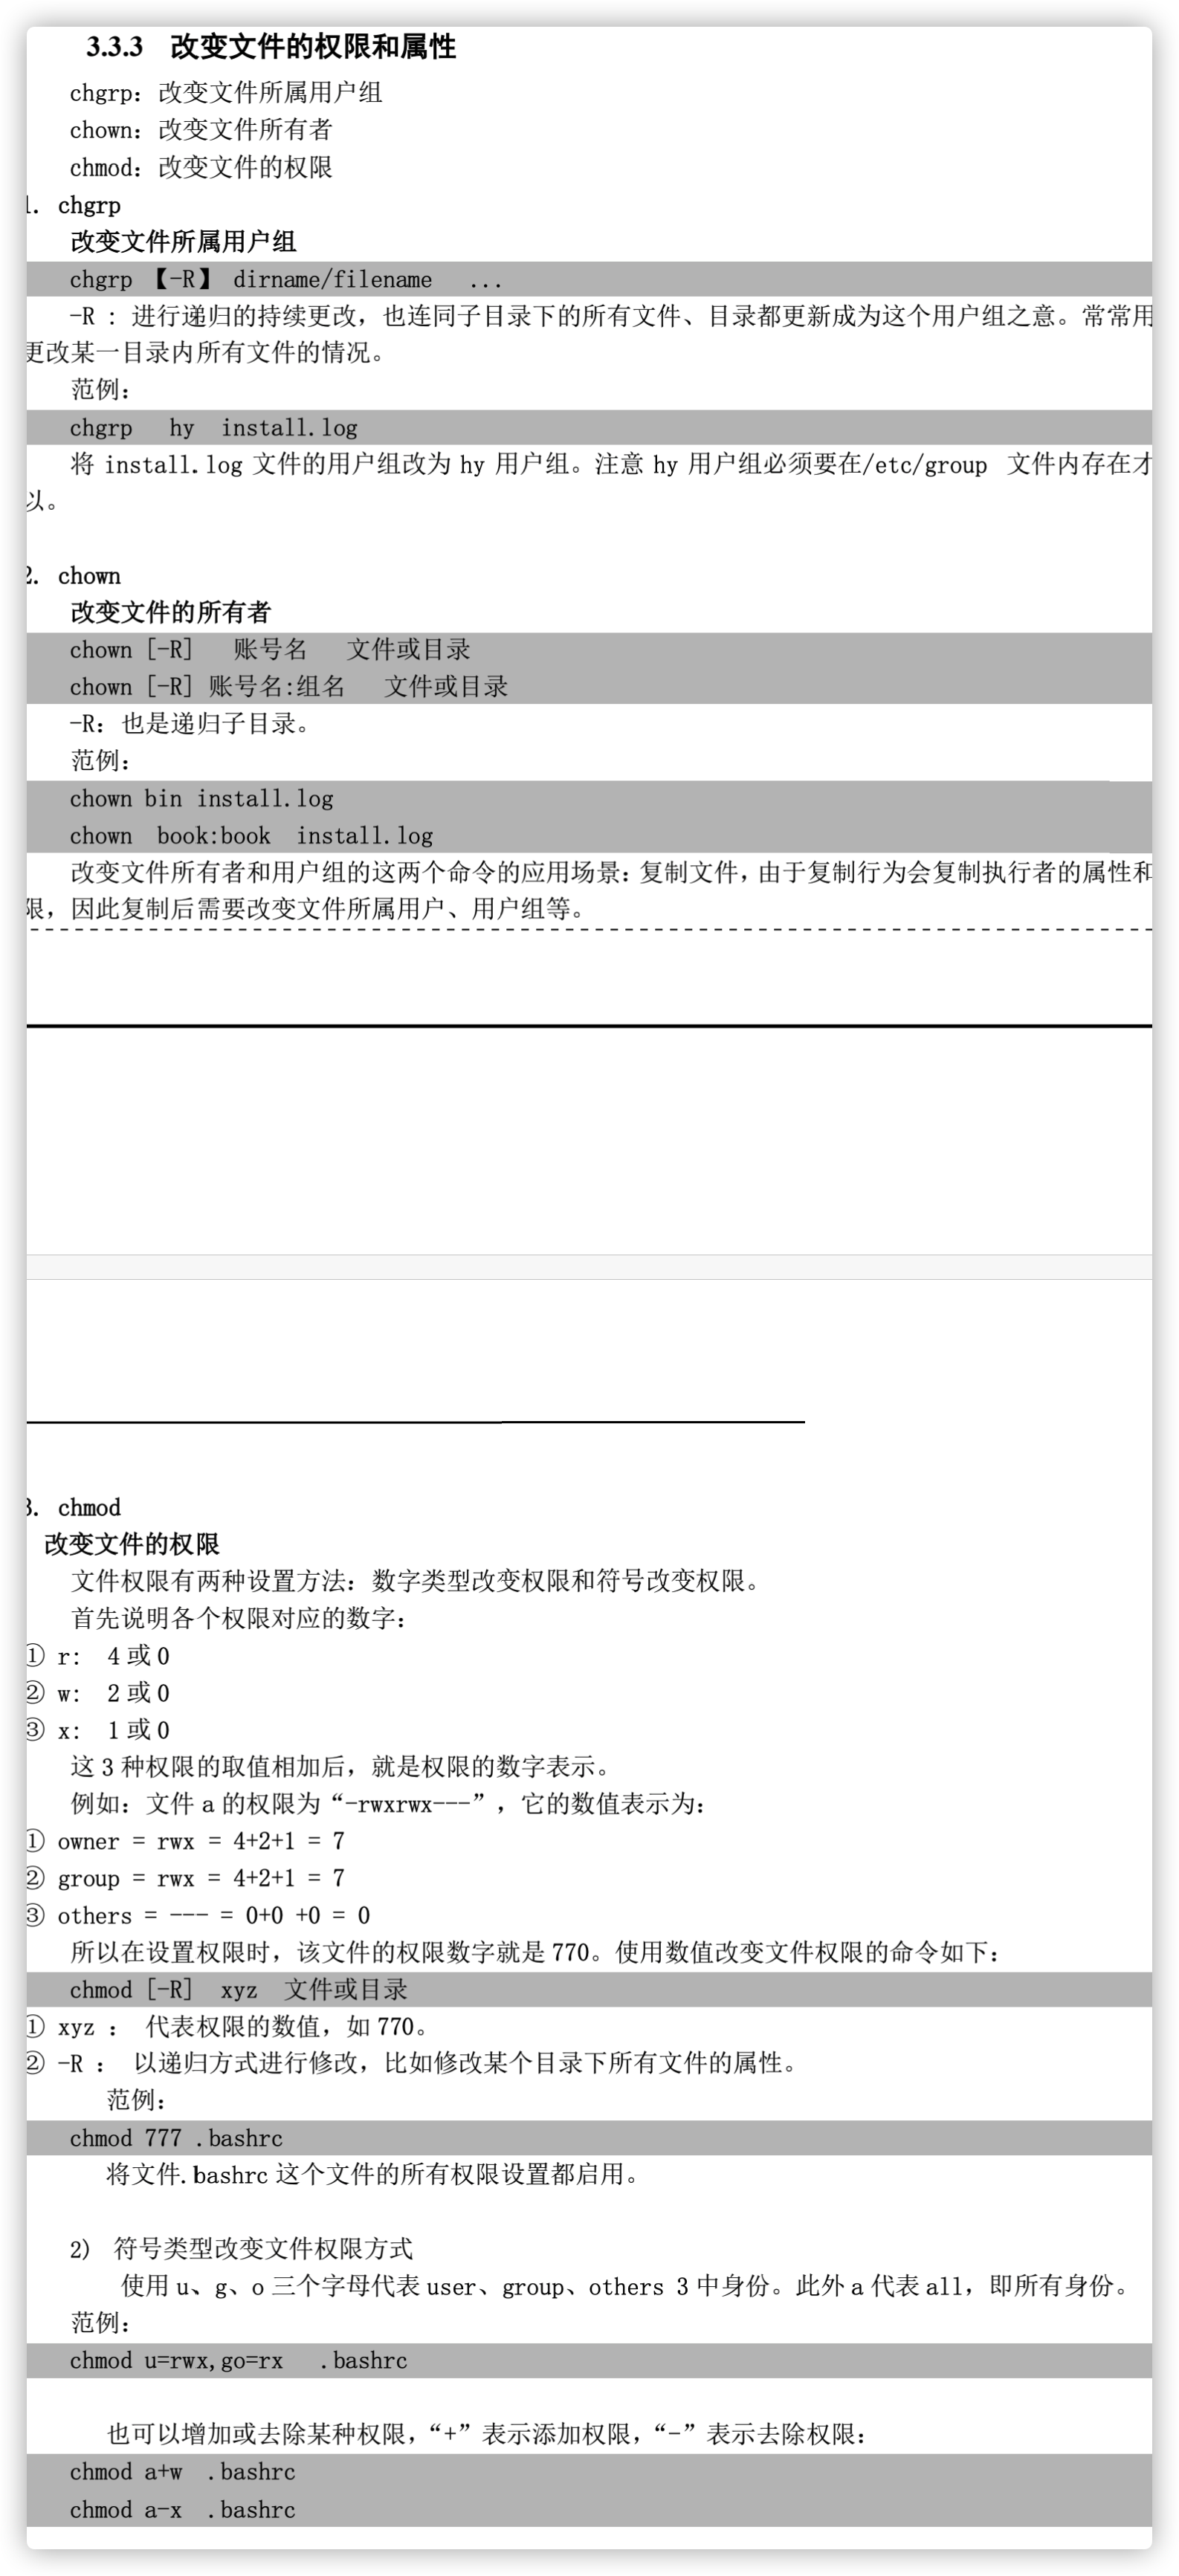 3.3.3 改变文件的权限和属性
chgrp：改变文件所属用户组
chown：改变文件所有者
chmod：改变文件的权限
1. chgrp
改变文件所属用户组
chgrp 【-R】 dirname/filename ...
-R : 进行递归的持续更改，也连同子目录下的所有文件、目录都更新成为这个用户组之意。常常用
更改某一目录内所有文件的情况。
范例：
chgrp hy install.log
将 install.log 文件的用户组改为 hy 用户组。注意 hy 用户组必须要在/etc/group 文件内存在才
以。
2. chown
改变文件的所有者
chown [-R] 账号名 文件或目录
chown [-R] 账号名:组名 文件或目录
-R：也是递归子目录。
范例：
chown bin install.log
chown book:book install.log
改变文件所有者和用户组的这两个命令的应用场景：复制文件，由于复制行为会复制执行者的属性和
限，因此复制后需要改变文件所属用户、用户组等。
3. chmod
改变文件的权限
文件权限有两种设置方法：数字类型改变权限和符号改变权限。
首先说明各个权限对应的数字：
① r: 4 或 0
② w: 2 或 0
③ x: 1 或 0
这 3 种权限的取值相加后，就是权限的数字表示。
例如：文件 a 的权限为“-rwxrwx---”，它的数值表示为：
① owner = rwx = 4+2+1 = 7
② group = rwx = 4+2+1 = 7
③ others = --- = 0+0 +0 = 0
所以在设置权限时，该文件的权限数字就是 770。使用数值改变文件权限的命令如下：
chmod [-R] xyz 文件或目录
① xyz ： 代表权限的数值，如 770。
② -R ： 以递归方式进行修改，比如修改某个目录下所有文件的属性。
范例：
chmod 777 .bashrc
将文件.bashrc 这个文件的所有权限设置都启用。
2) 符号类型改变文件权限方式
使用 u、g、o 三个字母代表 user、group、others 3 中身份。此外 a 代表 all，即所有身份。
范例：
chmod u=rwx,go=rx .bashrc
也可以增加或去除某种权限，“+”表示添加权限，“-”表示去除权限：
chmod a+w .bashrc
chmod a-x .bashrc